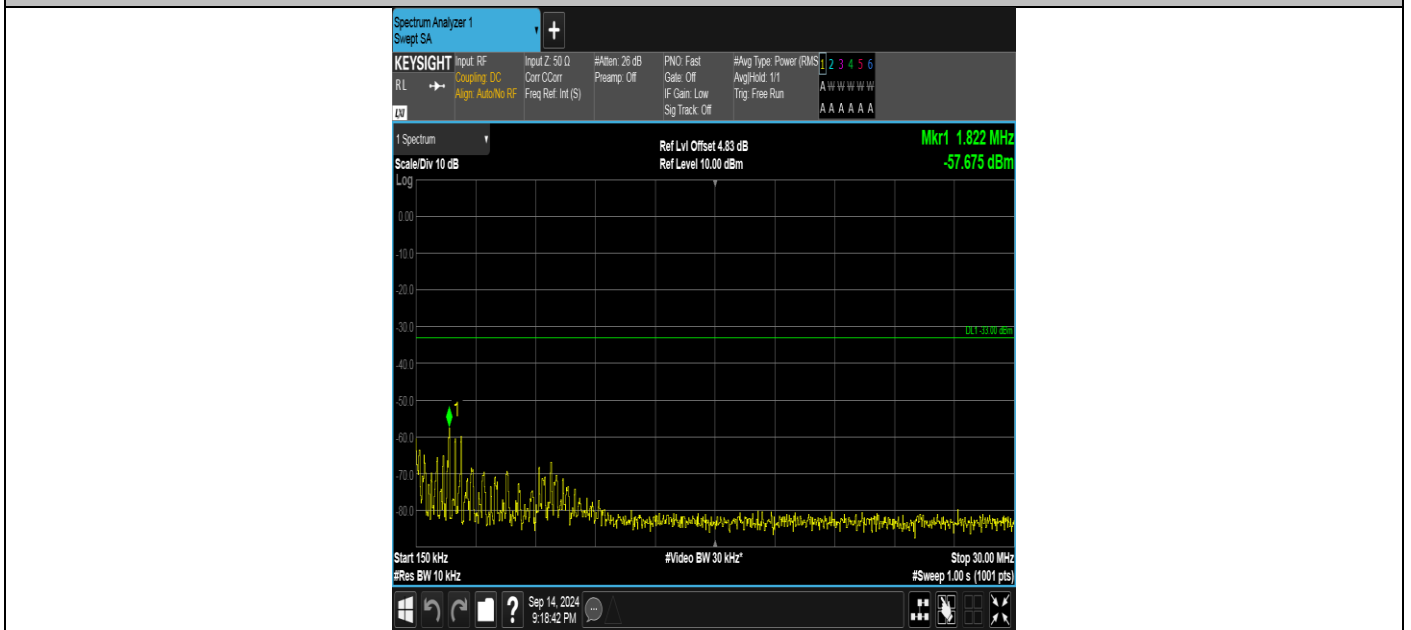 Spectrum Analyzer 1
Swept SA
+
KEYSIGHT
RL
LXI
Input: RF
Coupling: DC
Align: Auto/No RF
Input Z: 50 Ω
Corr CCorr
Freq Ref: Int (S)
#Atten: 26 dB
Preamp: Off
PNO: Fast
Gate: Off
IF Gain: Low
Sig Track: Off
#Avg Type: Power (RMS
Avg|Hold: 1/1
Trig: Free Run
1 2 3 4 5 6
A W W W W W
A A A A A A
1 Spectrum
Scale/Div 10 dB
Ref Lvl Offset 4.83 dB
Ref Level 10.00 dBm
Mkr1 1.822 MHz
-57.675 dBm
Log
0.00
-10.0
-20.0
-30.0
DL1 -33.00 dBm
-40.0
-50.0
1
-60.0
-70.0
-80.0
Start 150 kHz
#Video BW 30 kHz*
Stop 30.00 MHz
#Res BW 10 kHz
#Sweep 1.00 s (1001 pts)
?
Sep 14, 2024
9:18:42 PM